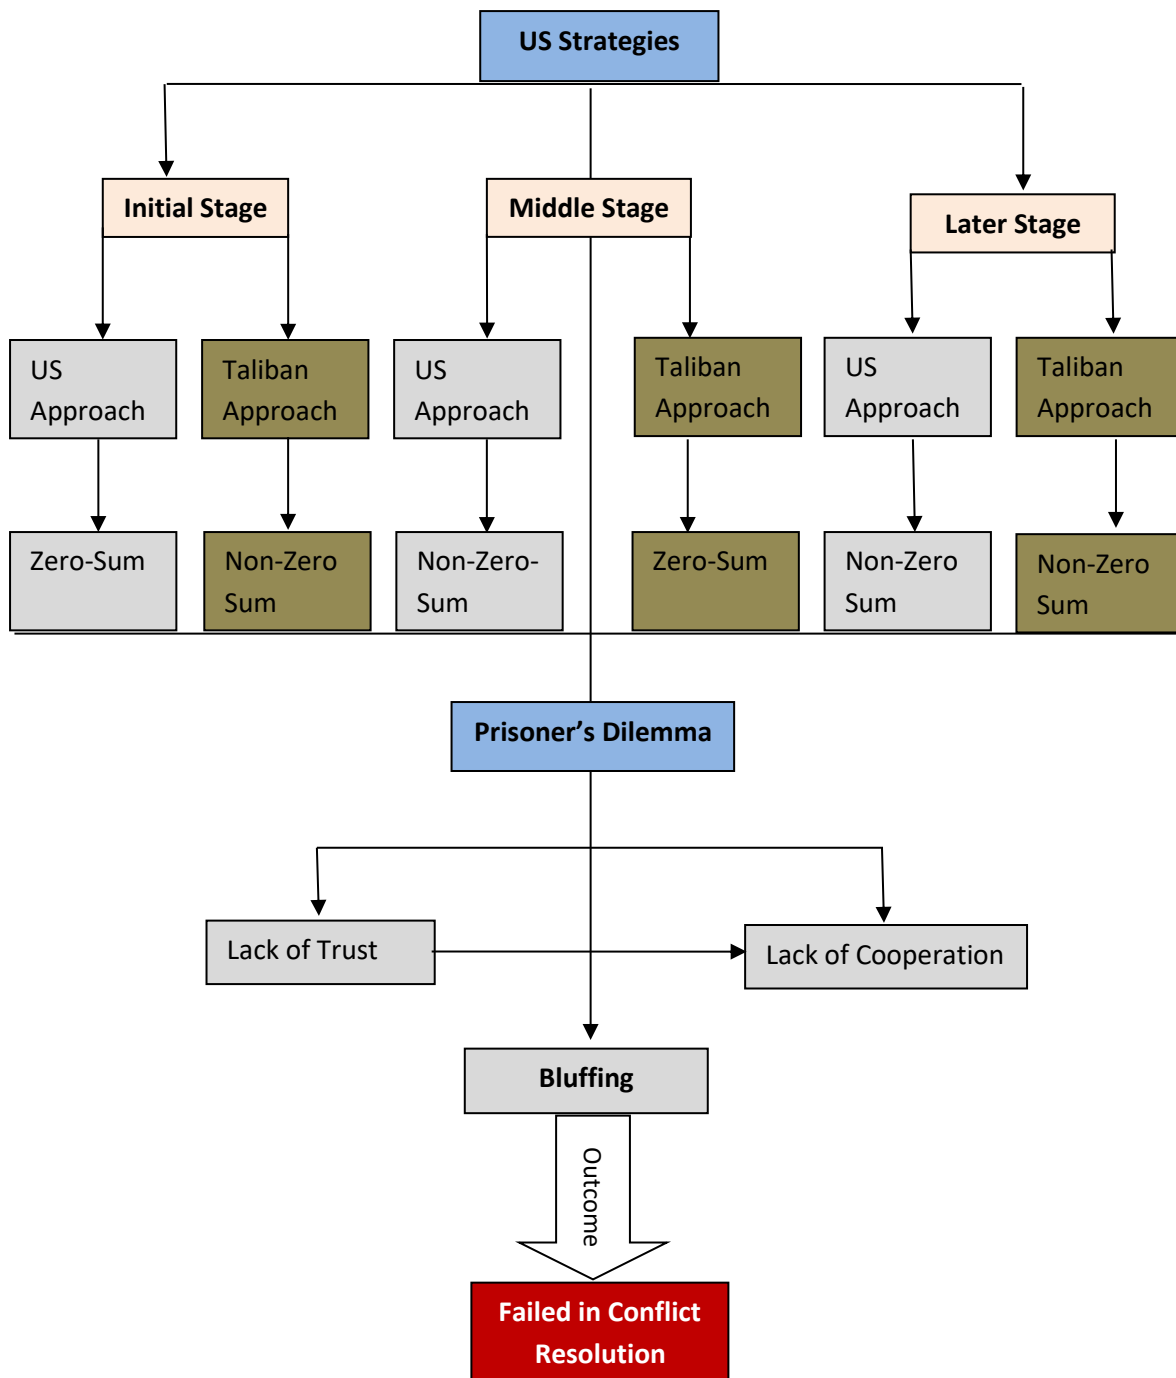 US Strategies
Initial Stage
Middle Stage
Later Stage
US
Approach
Taliban
Approach
US
Approach
Taliban
Approach
US
Approach
Taliban
Approach
Zero-Sum
Non-Zero
Sum
Non-Zero-
Sum
Zero-Sum
Non-Zero
Sum
Non-Zero
Sum
Prisoner’s Dilemma
Lack of Trust
Lack of Cooperation
Bluffing
Outcome
Failed in Conflict
Resolution